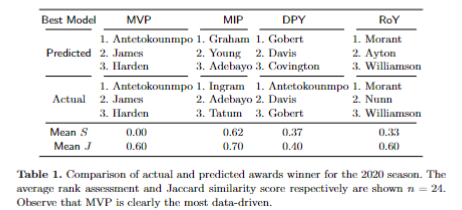 Best Model MVP MIP DPY RoY
1. Antetokounmpo 1. Graham 1. Gobert 1. Morant
Predicted 2. James 2. Young 2. Davis 2. Ayton
3. Harden 3. Adebayo 3. Covington 3. Williamson
1. Antetokounmpo 1. Ingram 1. Antetokounmpo 1. Morant
Actual 2. James 2. Adebayo 2. Davis 2. Nunn
3. Harden 3. Tatum 3. Gobert 3. Williamson
Mean S 0.00 0.62 0.37 0.33
Mean J 0.60 0.70 0.40 0.60
Table 1. Comparison of actual and predicted awards winner for the 2020 season. The
average rank assessment and Jaccard similarity score respectively are shown n = 24.
Observe that MVP is clearly the most data-driven.